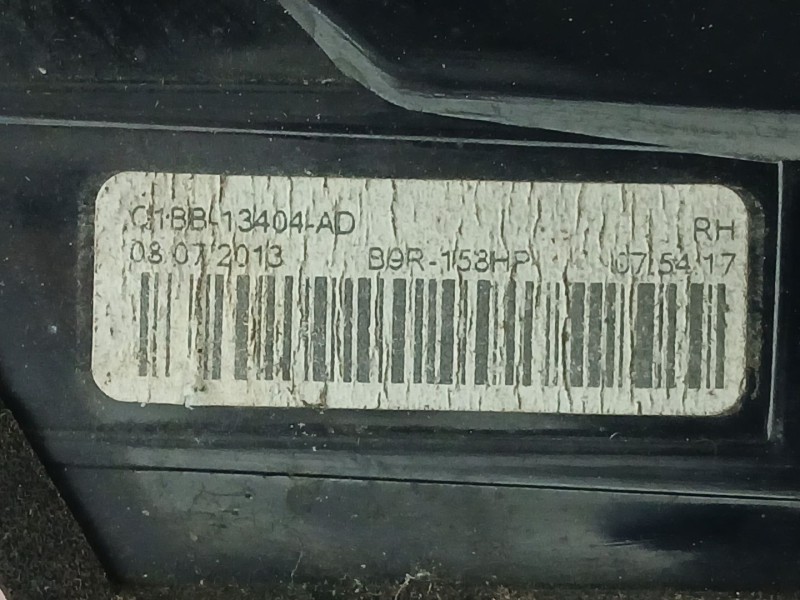 C1BB-13404-AD RH
08.07.2013 B9R-158HP 07.54.17